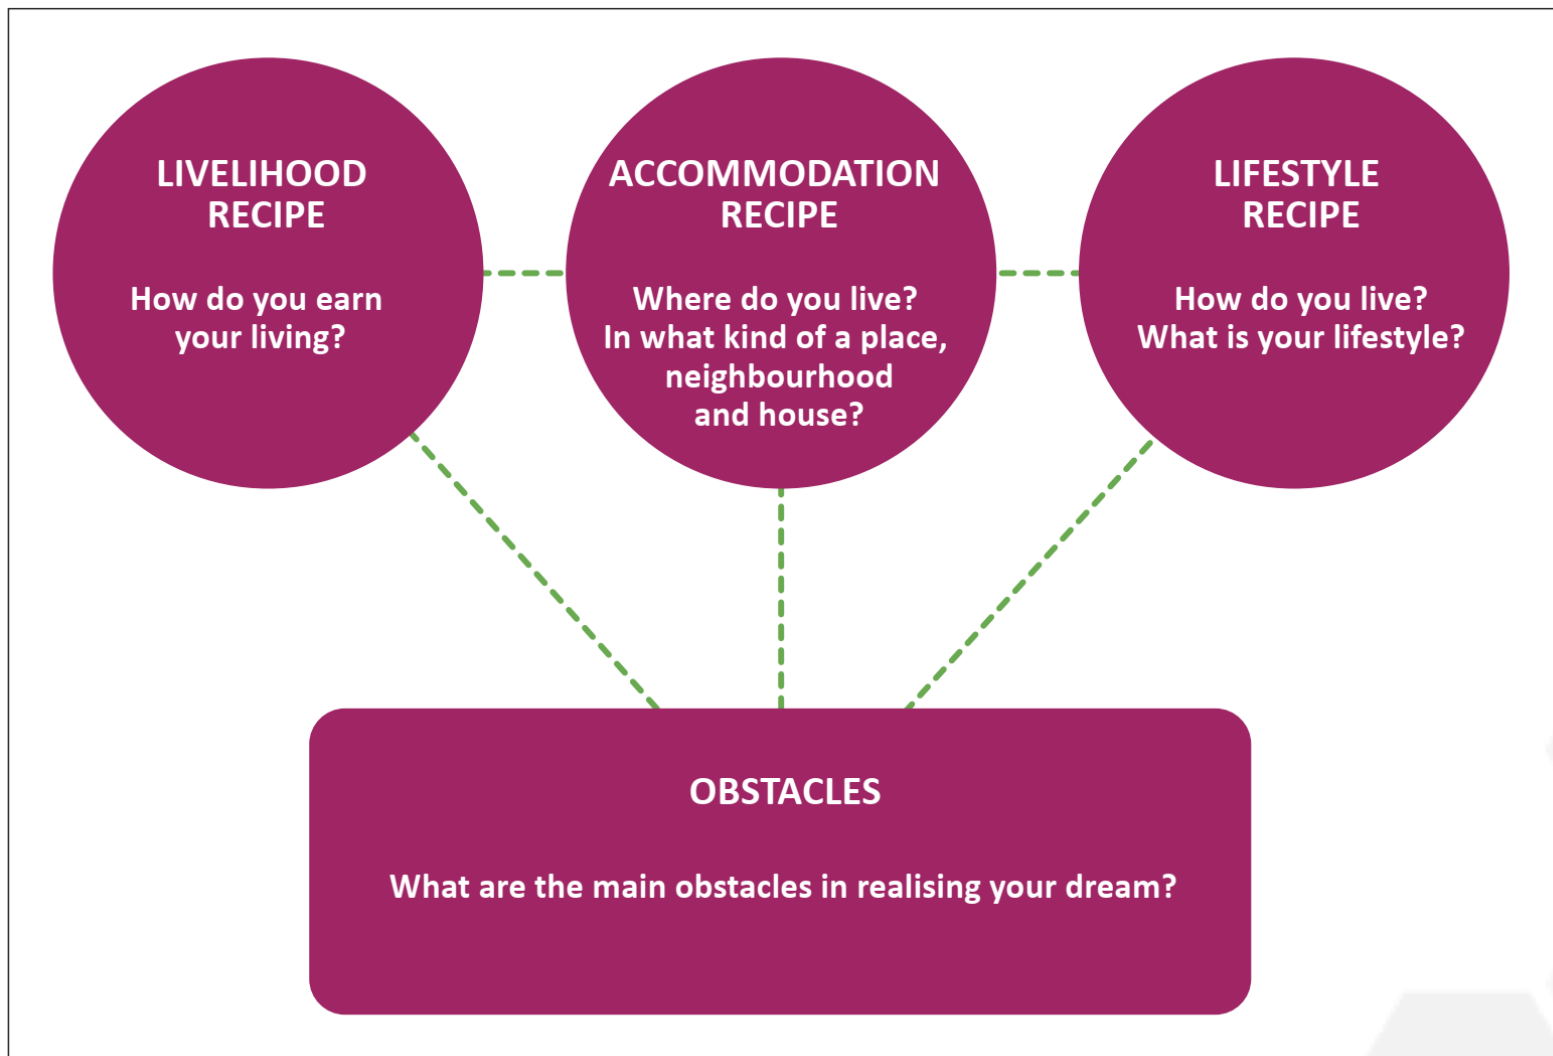 LIVELIHOOD
RECIPE
How do you earn
your living?
ACCOMMODATION
RECIPE
Where do you live?
In what kind of a place,
neighbourhood
and house?
LIFESTYLE
RECIPE
How do you live?
What is your lifestyle?
OBSTACLES
What are the main obstacles in realising your dream?